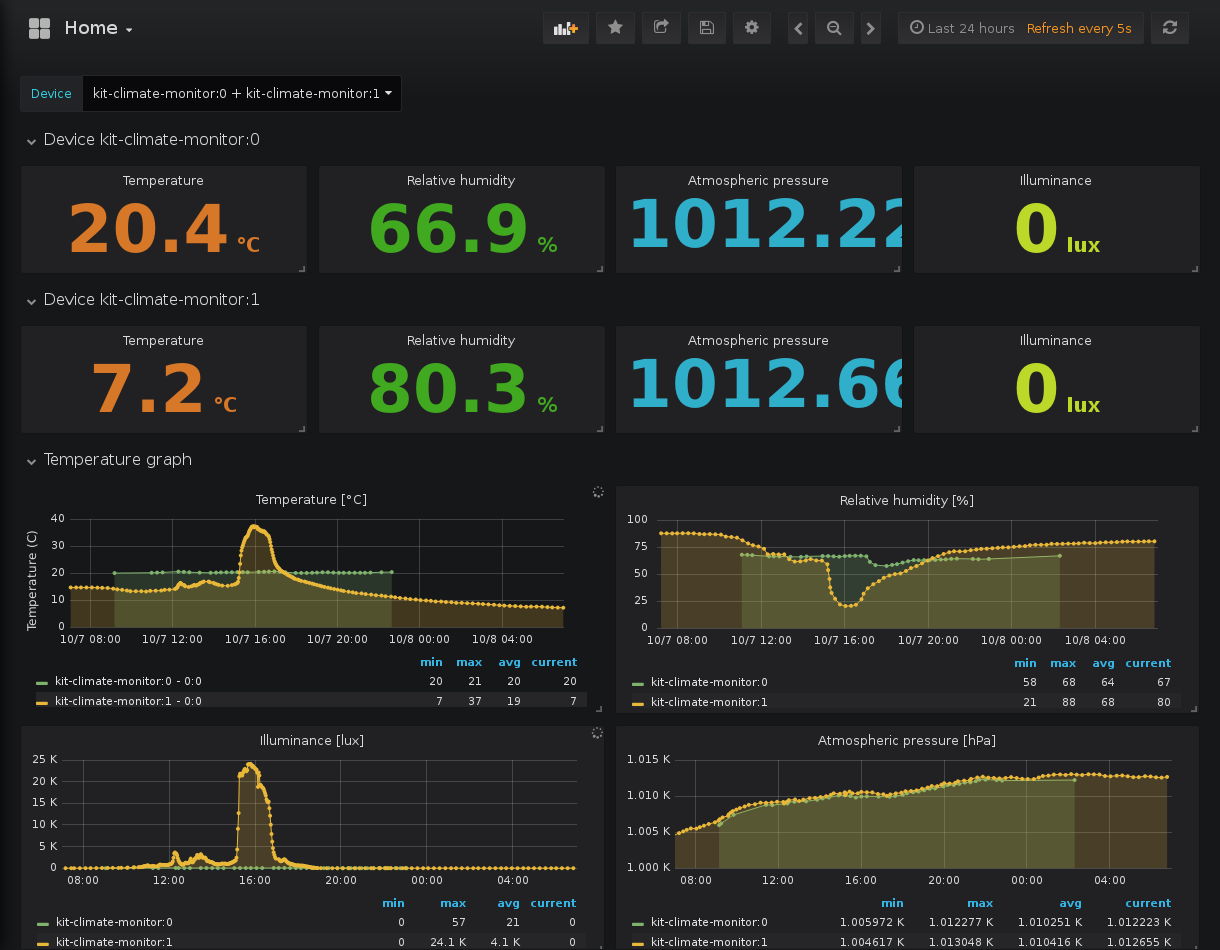 Home
Last 24 hours Refresh every 5s
Device kit-climate-monitor:0 + kit-climate-monitor:1
Device kit-climate-monitor:0
Temperature Relative humidity Atmospheric pressure Illuminance
20.4 °C 66.9 % 1012.22 0 lux
Device kit-climate-monitor:1
Temperature Relative humidity Atmospheric pressure Illuminance
7.2 °C 80.3 % 1012.66 0 lux
Temperature graph
Temperature [°C]
Temperature (C)
40
30
20
10
0
10/7 08:00 10/7 12:00 10/7 16:00 10/7 20:00 10/8 00:00 10/8 04:00
min max avg current
kit-climate-monitor:0 - 0:0 20 21 20 20
kit-climate-monitor:1 - 0:0 7 37 19 7
Relative humidity [%]
100
75
50
25
0
10/7 08:00 10/7 12:00 10/7 16:00 10/7 20:00 10/8 00:00 10/8 04:00
min max avg current
kit-climate-monitor:0 58 68 64 67
kit-climate-monitor:1 21 88 68 80
Illuminance [lux]
25 K
20 K
15 K
10 K
5 K
0
08:00 12:00 16:00 20:00 00:00 04:00
min max avg current
kit-climate-monitor:0 0 57 21 0
kit-climate-monitor:1 0 24.1 K 4.1 K 0
Atmospheric pressure [hPa]
1.015 K
1.010 K
1.005 K
1.000 K
08:00 12:00 16:00 20:00 00:00 04:00
min max avg current
kit-climate-monitor:0 1.005972 K 1.012277 K 1.010251 K 1.012223 K
kit-climate-monitor:1 1.004617 K 1.013048 K 1.010416 K 1.012655 K